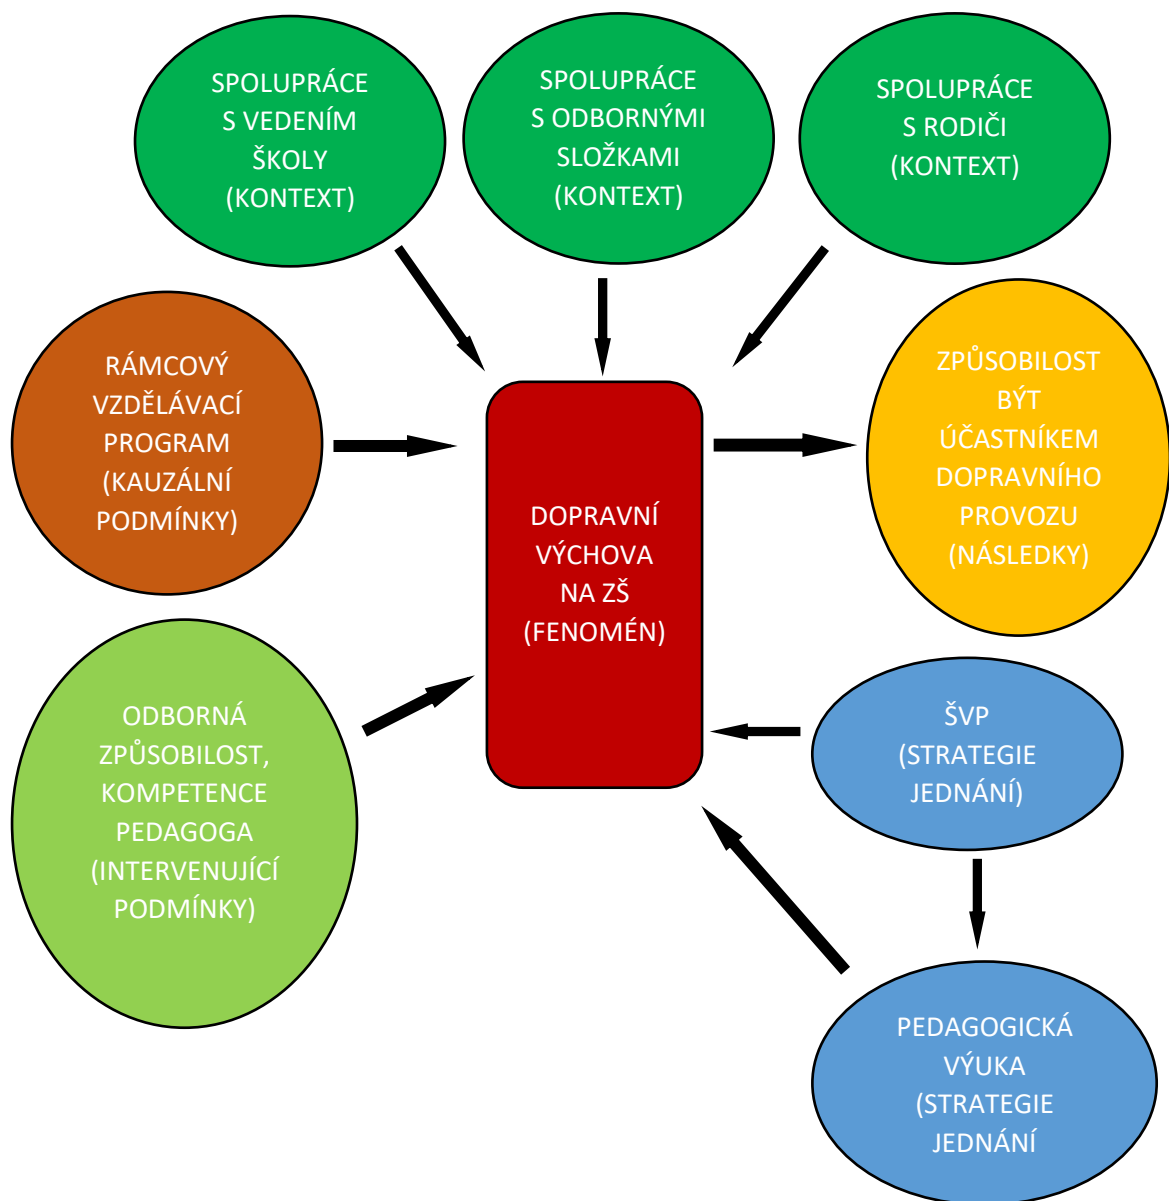 SPOLUPRÁCE
S VEDENÍM
ŠKOLY
(KONTEXT)
SPOLUPRÁCE
S ODBORNÝMI
SLOŽKAMI
(KONTEXT)
SPOLUPRÁCE
S RODIČI
(KONTEXT)
RÁMCOVÝ
VZDĚLÁVACÍ
PROGRAM
(KAUZÁLNÍ
PODMÍNKY)
DOPRAVNÍ
VÝCHOVA
NA ZŠ
(FENOMÉN)
ZPŮSOBILOST
BÝT
ÚČASTNÍKEM
DOPRAVNÍHO
PROVOZU
(NÁSLEDKY)
ODBORNÁ
ZPŮSOBILOST,
KOMPETENCE
PEDAGOGA
(INTERVENUJÍCÍ
PODMÍNKY)
ŠVP
(STRATEGIE
JEDNÁNÍ)
PEDAGOGICKÁ
VÝUKA
(STRATEGIE
JEDNÁNÍ